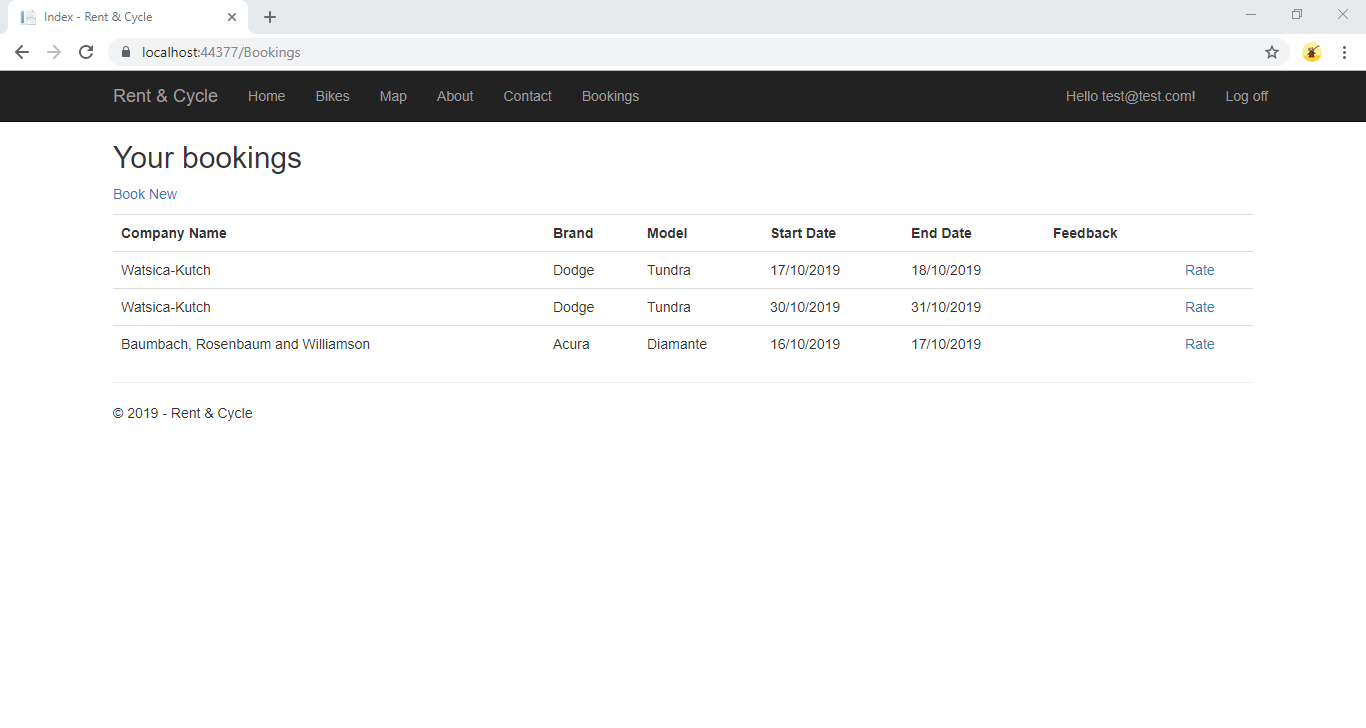 Index - Rent & Cycle
localhost:44377/Bookings
Rent & Cycle Home Bikes Map About Contact Bookings Hello test@test.com! Log off
Your bookings
Book New
Company Name Brand Model Start Date End Date Feedback
Watsica-Kutch Dodge Tundra 17/10/2019 18/10/2019 Rate
Watsica-Kutch Dodge Tundra 30/10/2019 31/10/2019 Rate
Baumbach, Rosenbaum and Williamson Acura Diamante 16/10/2019 17/10/2019 Rate
© 2019 - Rent & Cycle